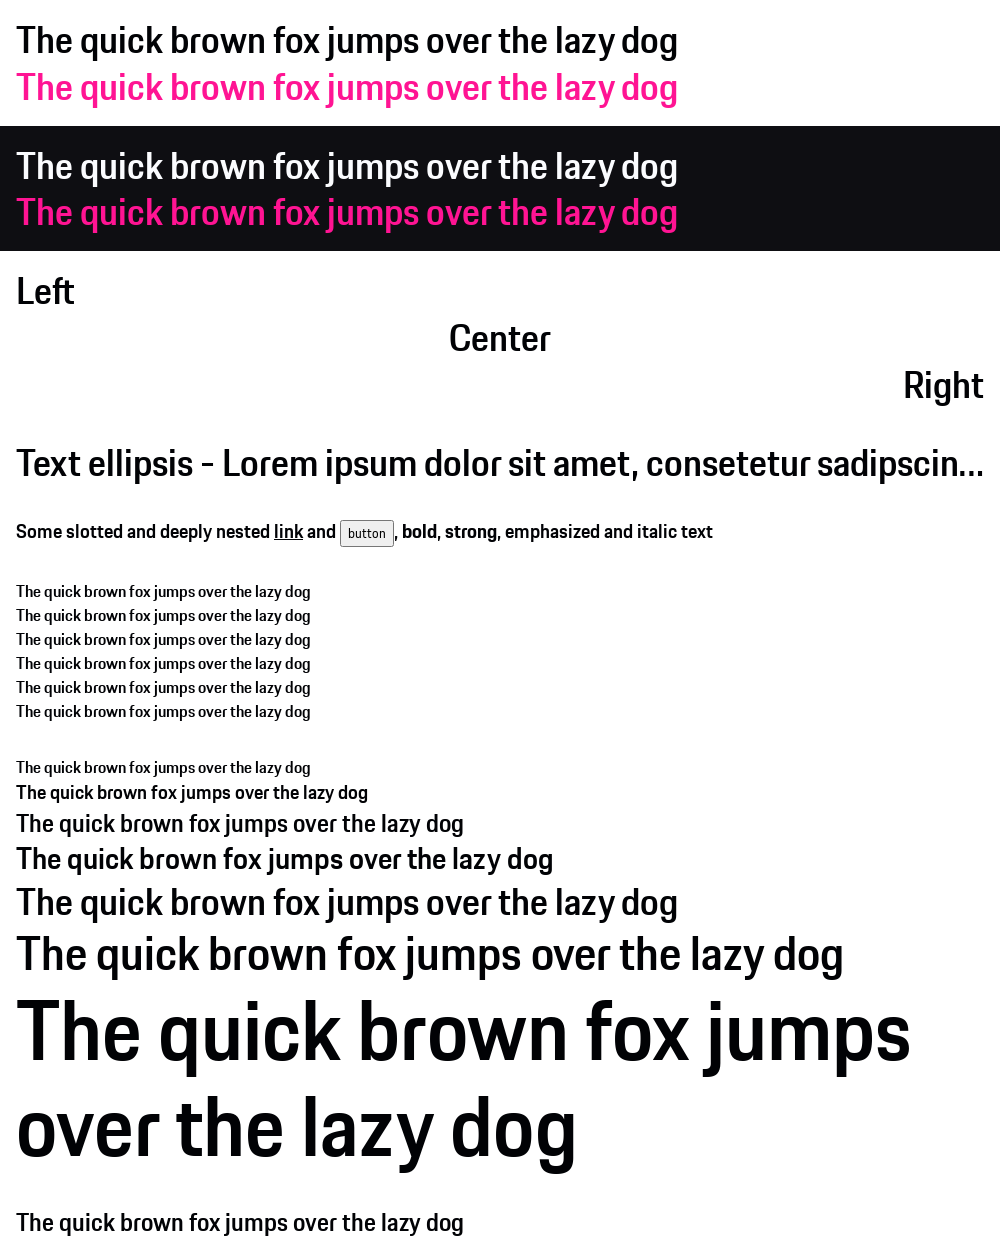 The quick brown fox jumps over the lazy dog
The quick brown fox jumps over the lazy dog
The quick brown fox jumps over the lazy dog
The quick brown fox jumps over the lazy dog
Left
Center
Right
Text ellipsis - Lorem ipsum dolor sit amet, consetetur sadipscin...
Some slotted and deeply nested link and button, bold, strong, emphasized and italic text
The quick brown fox jumps over the lazy dog
The quick brown fox jumps over the lazy dog
The quick brown fox jumps over the lazy dog
The quick brown fox jumps over the lazy dog
The quick brown fox jumps over the lazy dog
The quick brown fox jumps over the lazy dog
The quick brown fox jumps over the lazy dog
The quick brown fox jumps over the lazy dog
The quick brown fox jumps over the lazy dog
The quick brown fox jumps over the lazy dog
The quick brown fox jumps over the lazy dog
The quick brown fox jumps over the lazy dog
The quick brown fox jumps
over the lazy dog
The quick brown fox jumps over the lazy dog